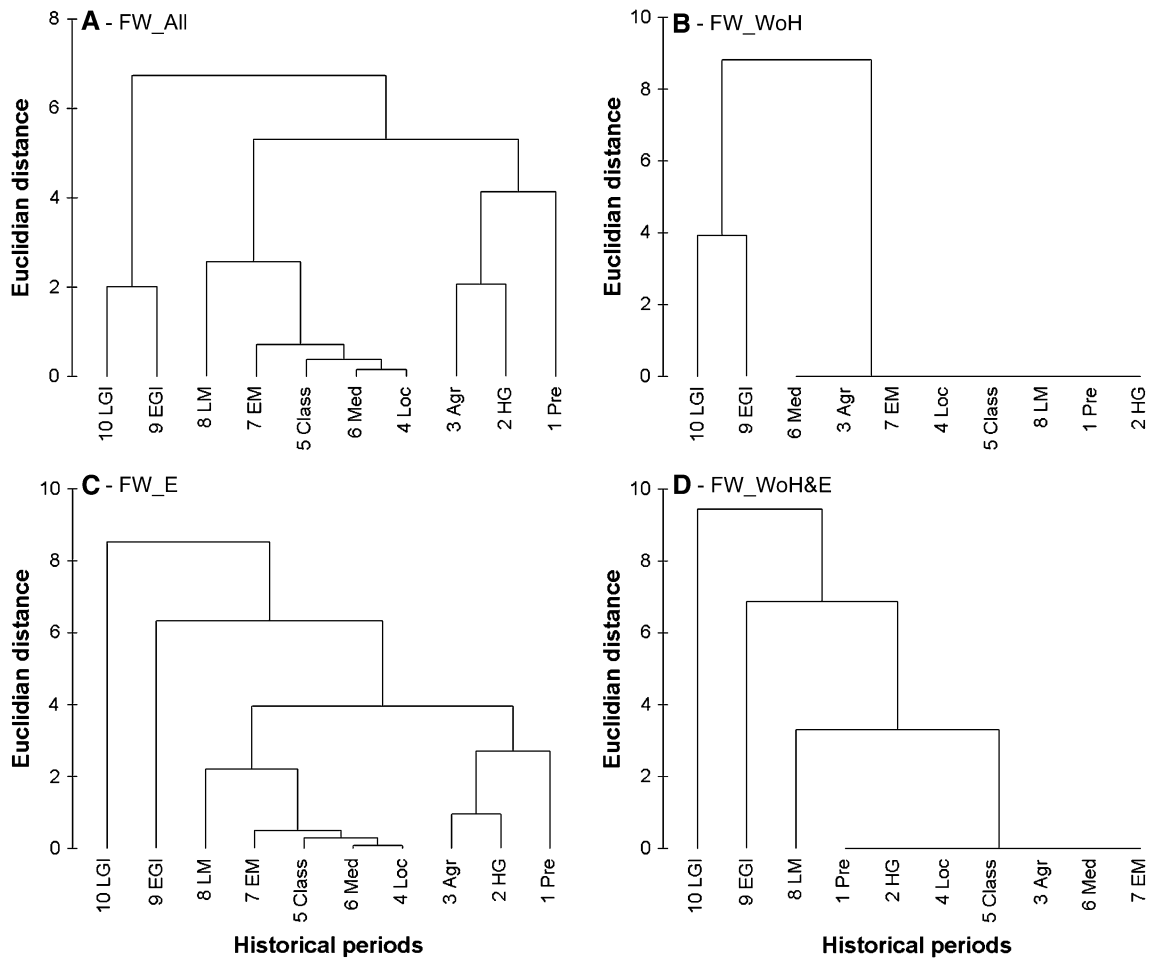 A - FW_All
Euclidian distance
8
6
4
2
0
10 LGI
9 EGI
8 LM
7 EM
5 Class
6 Med
4 Loc
3 Agr
2 HG
1 Pre
B - FW_WoH
Euclidian distance
10
8
6
4
2
0
10 LGI
9 EGI
6 Med
3 Agr
7 EM
4 Loc
5 Class
8 LM
1 Pre
2 HG
C - FW_E
Euclidian distance
10
8
6
4
2
0
10 LGI
9 EGI
8 LM
7 EM
5 Class
6 Med
4 Loc
3 Agr
2 HG
1 Pre
Historical periods
D - FW_WoH&E
Euclidian distance
10
8
6
4
2
0
10 LGI
9 EGI
8 LM
1 Pre
2 HG
4 Loc
5 Class
3 Agr
6 Med
7 EM
Historical periods